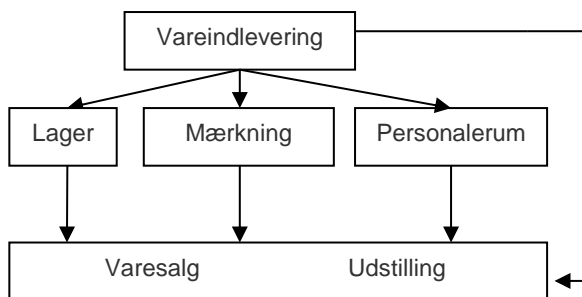 Vareindlevering
Lager
Mærkning
Personalerum
Varesalg
Udstilling